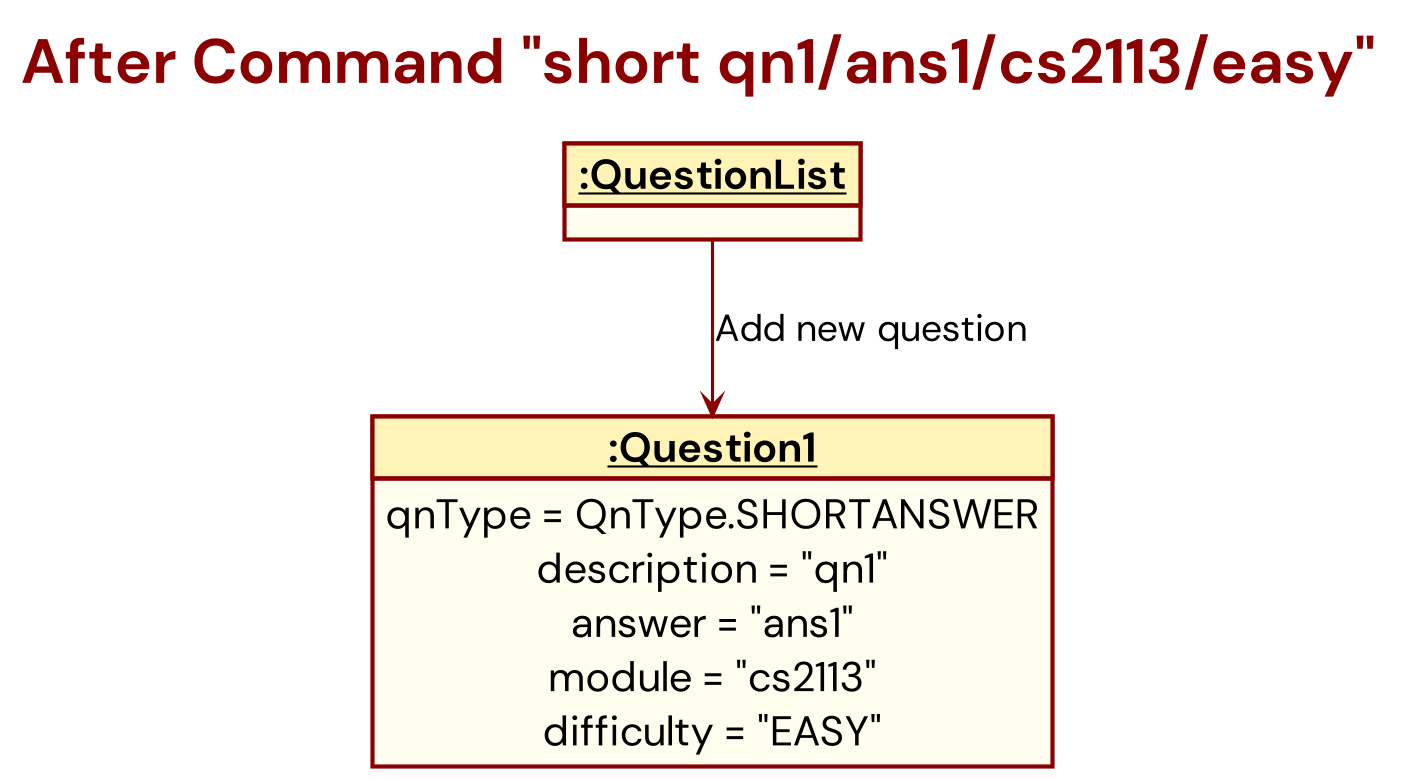 After Command "short qn1/ans1/cs2113/easy"
:QuestionList
Add new question
:Question1
qnType = QnType.SHORTANSWER
description = "qn1"
answer = "ans1"
module = "cs2113"
difficulty = "EASY"